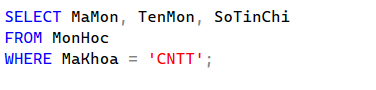 SELECT MaMon, TenMon, SoTinChi
FROM MonHoc
WHERE MaKhoa = 'CNTT';